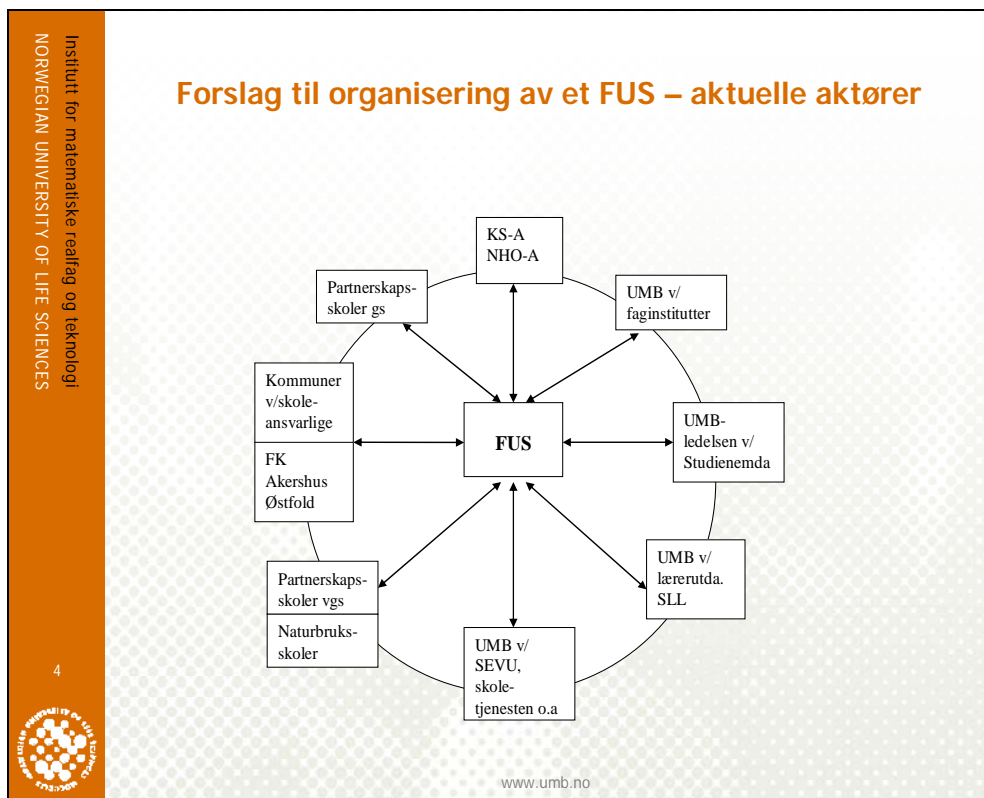 Institutt for matematiske realfag og teknologi
NORWEGIAN UNIVERSITY OF LIFE SCIENCES
Forslag til organisering av et FUS – aktuelle aktører
KS-A
NHO-A
Partnerskaps-
skoler gs
UMB v/
faginstitutter
Kommuner
v/skole-
ansvarlige
FK
Akershus
Østfold
FUS
UMB-
ledelsen v/
Studienemda
Partnerskaps-
skoler vgs
Naturbruks-
skoler
UMB v/
lærerutda.
SLL
UMB v/
SEVU,
skole-
tjenesten o.a
4
www.umb.no